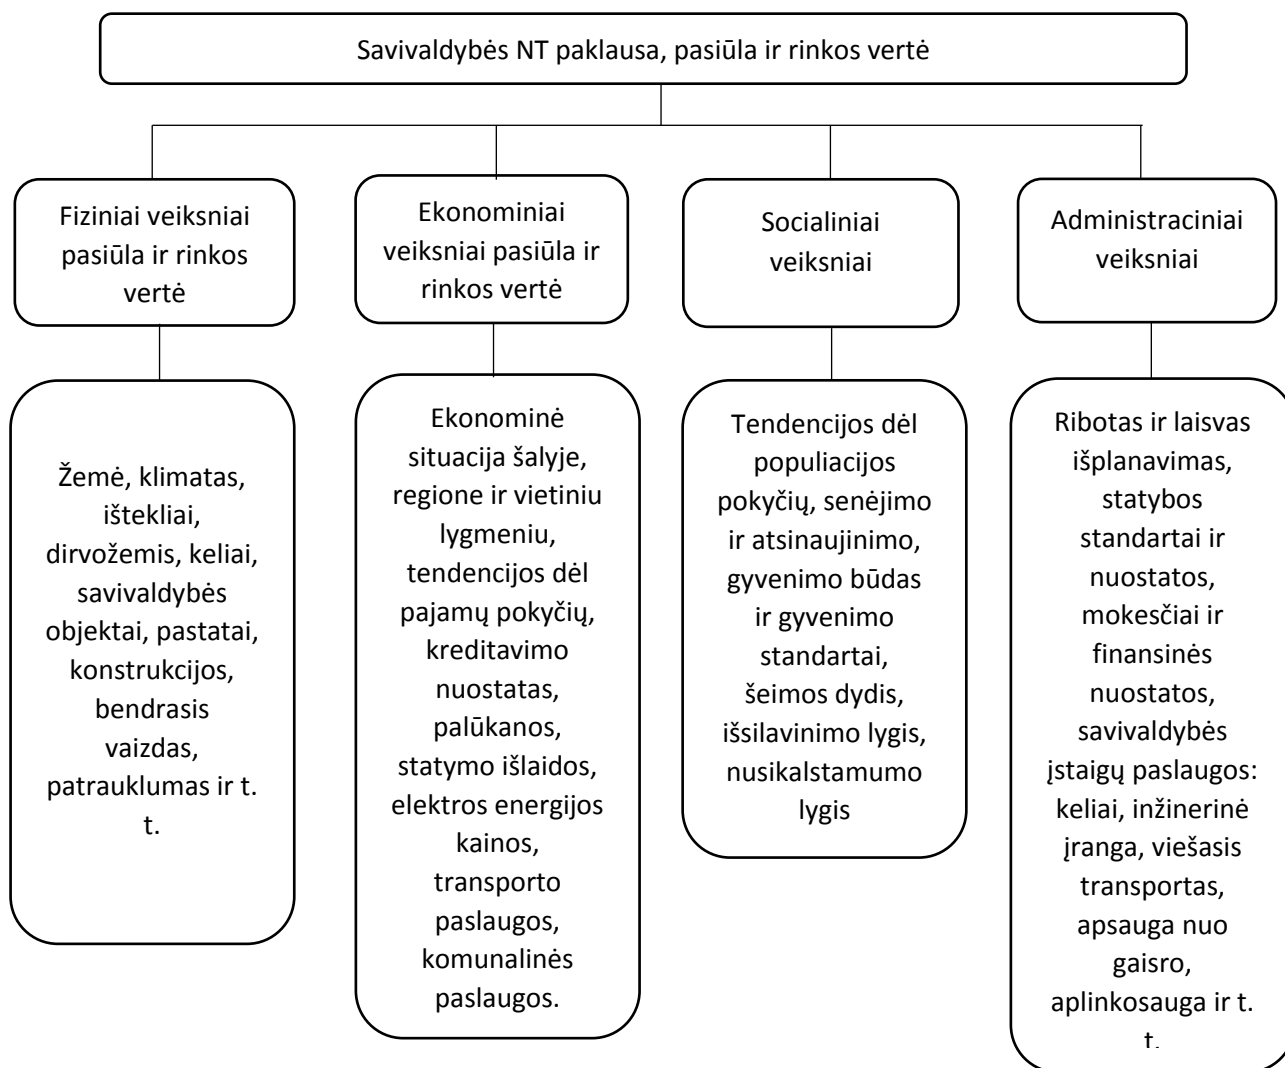 Savivaldybės NT paklausa, pasiūla ir rinkos vertė
Fiziniai veiksniai
pasiūla ir rinkos
vertė
Ekonominiai
veiksniai pasiūla ir
rinkos vertė
Socialiniai
veiksniai
Administraciniai
veiksniai
Žemė, klimatas,
ištekliai,
dirvožemis, keliai,
savivaldybės
objektai, pastatai,
konstrukcijos,
bendrasis
vaizdas,
patrauklumas ir t.
t.
Ekonominė
situacija šalyje,
regione ir vietiniu
lygmeniu,
tendencijos dėl
pajamų pokyčių,
kreditavimo
nuostatas,
palūkanos,
statymo išlaidos,
elektros energijos
kainos,
transporto
paslaugos,
komunalinės
paslaugos.
Tendencijos dėl
populiacijos
pokyčių, senėjimo
ir atsinaujinimo,
gyvenimo būdas
ir gyvenimo
standartai,
šeimos dydis,
išsilavinimo lygis,
nusikalstamumo
lygis
Ribotas ir laisvas
išplanavimas,
statybos
standartai ir
nuostatos,
mokesčiai ir
finansinės
nuostatos,
savivaldybės
įstaigų paslaugos:
keliai, inžinerinė
įranga, viešasis
transportas,
apsauga nuo
gaisro,
aplinkosauga ir t.
t.